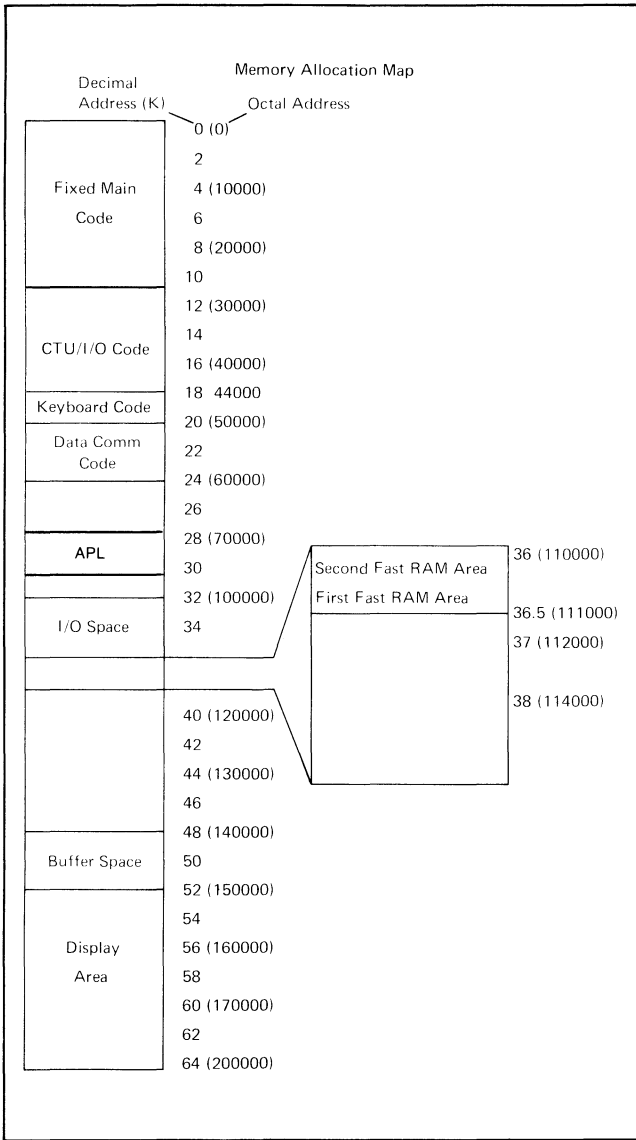 Memory Allocation Map
Decimal
Address (K)
Octal Address
0 (0)
2
Fixed Main
4 (10000)
Code
6
8 (20000)
10
12 (30000)
14
CTU/I/O Code
16 (40000)
18 44000
Keyboard Code
20 (50000)
Data Comm
Code
22
24 (60000)
26
28 (70000)
APL
30
32 (100000)
I/O Space
34
Second Fast RAM Area
36 (110000)
First Fast RAM Area
36.5 (111000)
37 (112000)
38 (114000)
40 (120000)
42
44 (130000)
46
48 (140000)
Buffer Space
50
52 (150000)
54
Display
56 (160000)
Area
58
60 (170000)
62
64 (200000)